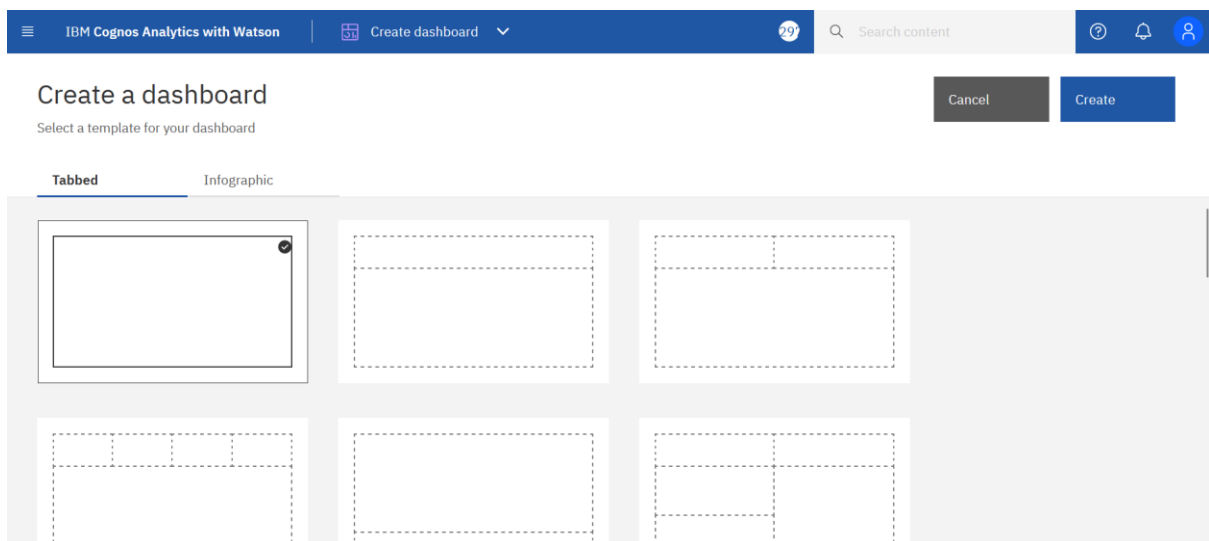 IBM Cognos Analytics with Watson
Create dashboard
297
Search content
Create a dashboard
Cancel
Create
Select a template for your dashboard
Tabbed
Infographic